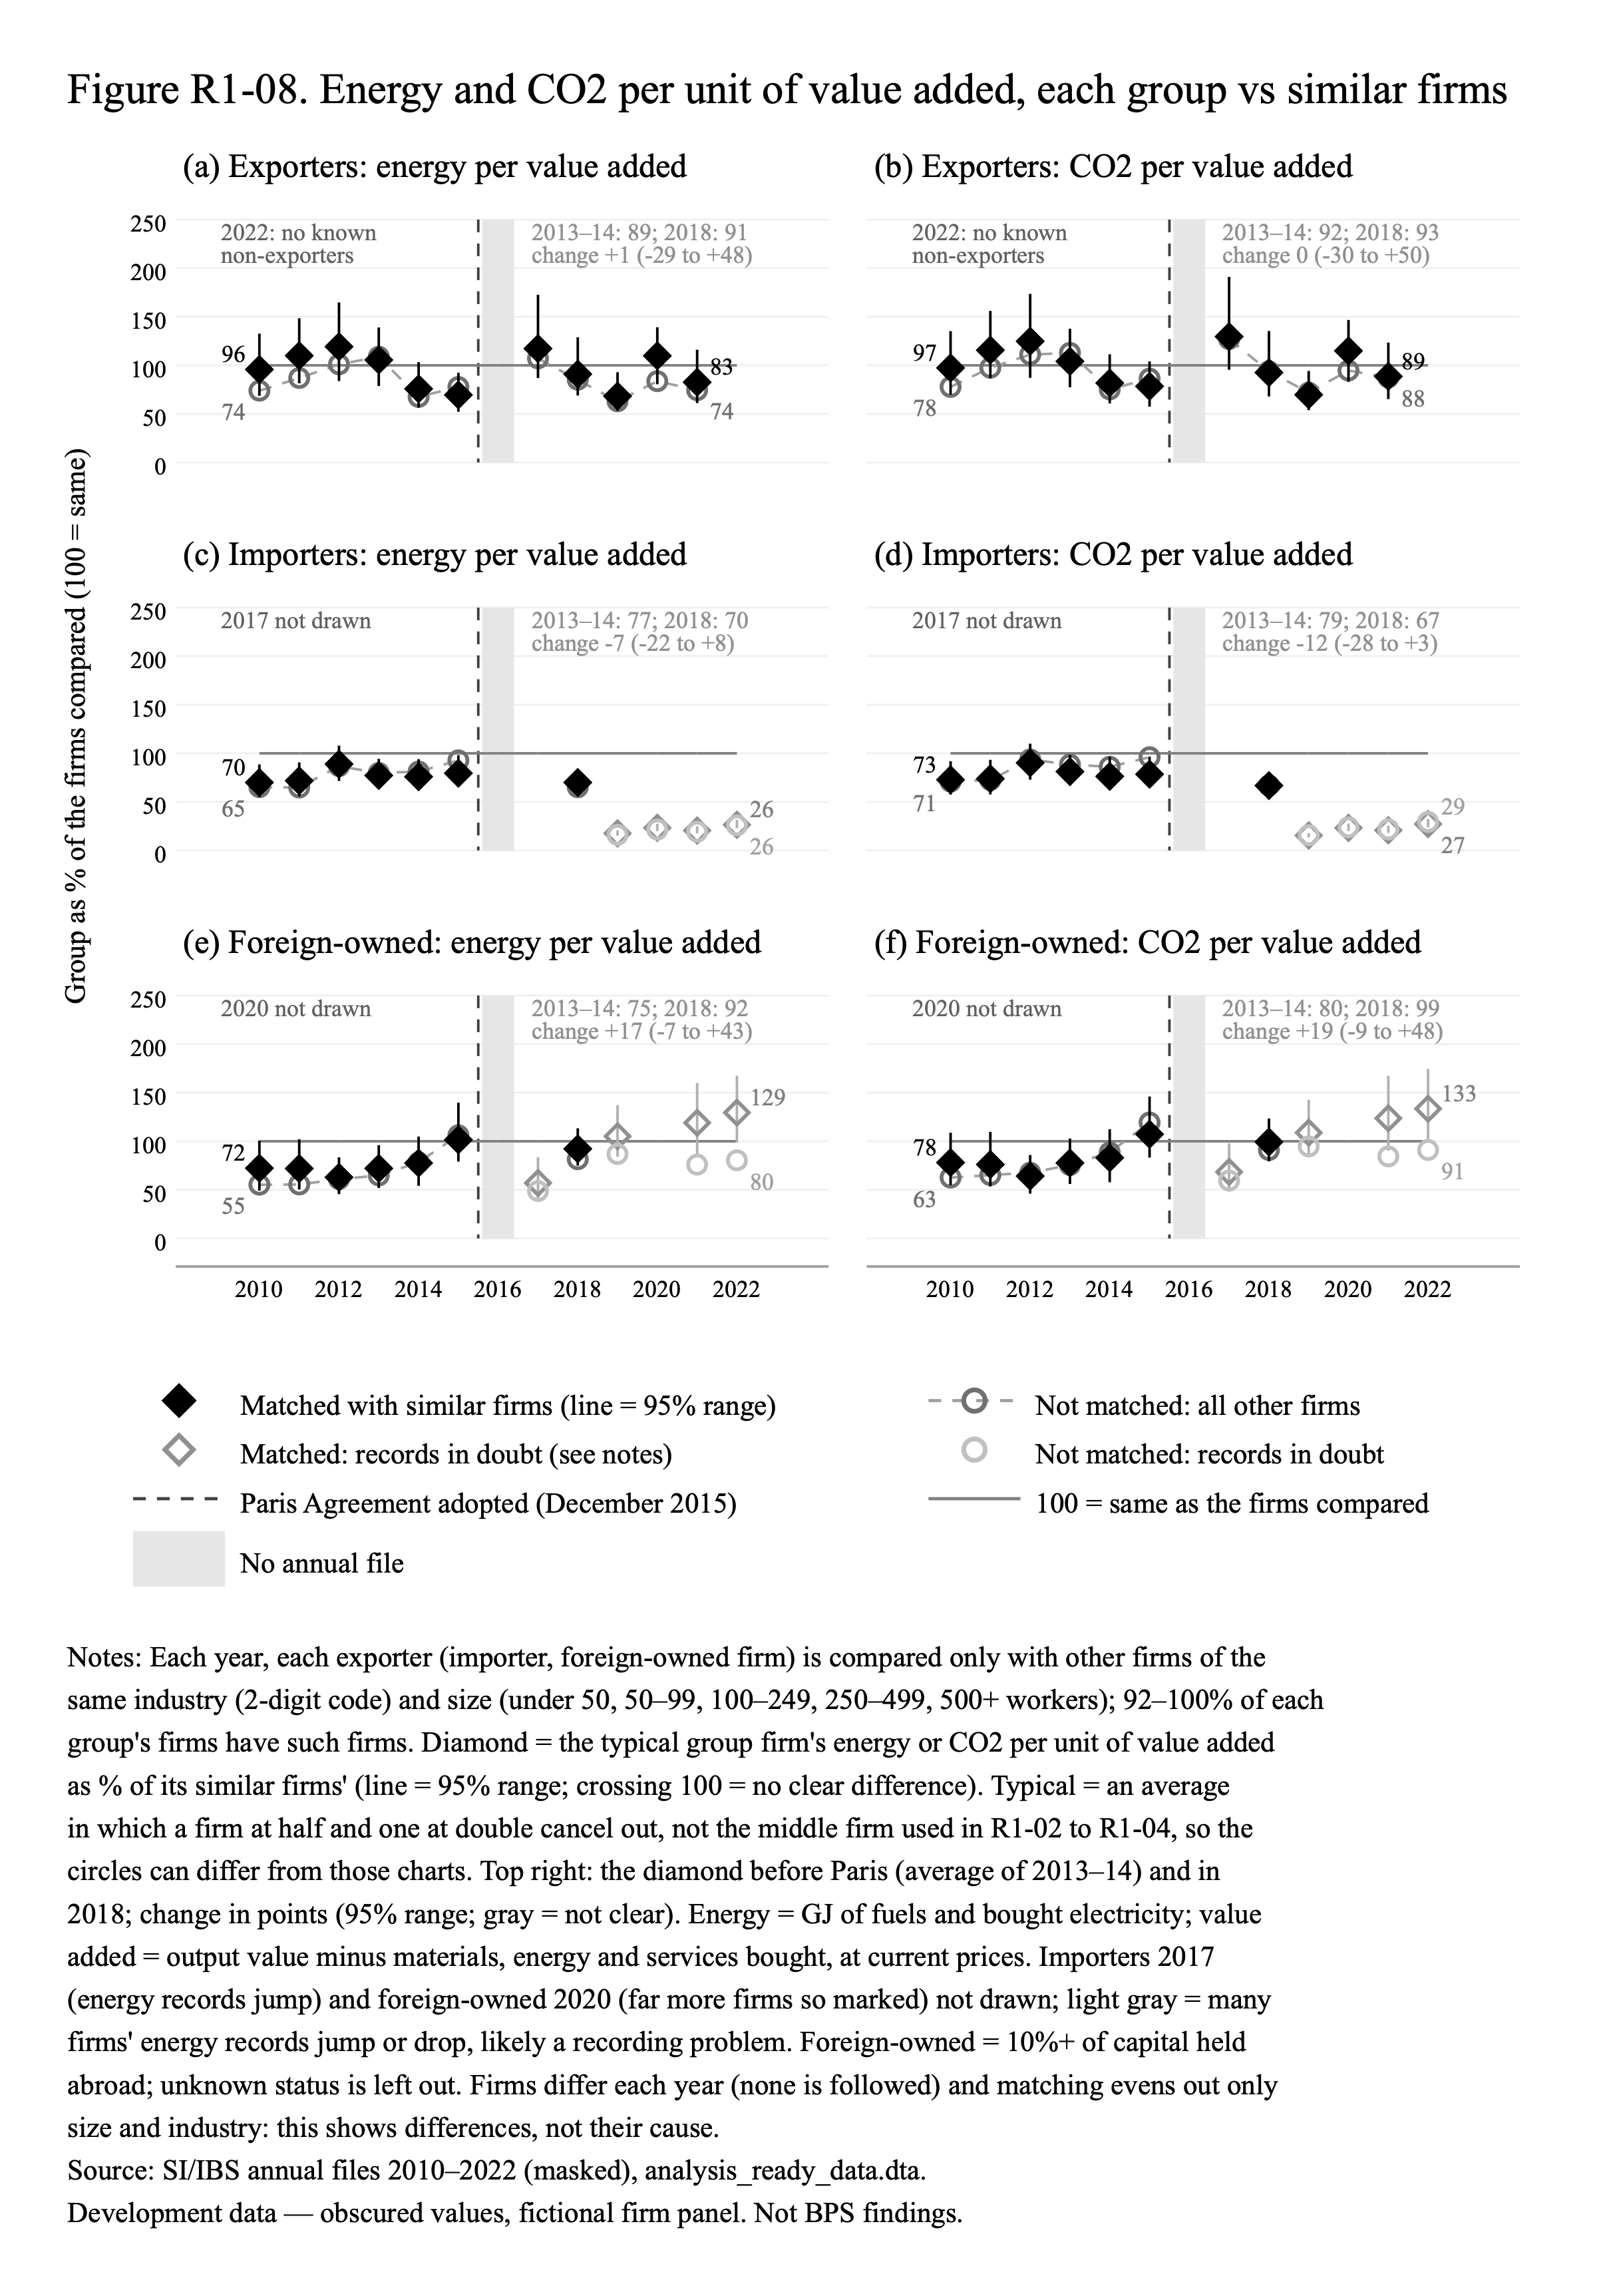 Figure R1-08. Energy and CO2 per unit of value added, each group vs similar firms
Group as % of the firms compared (100 = same)
(a) Exporters: energy per value added
250
200
150
100
50
0
2022: no known
non-exporters
2013–14: 89; 2018: 91
change +1 (-29 to +48)
96
74
83
74
(b) Exporters: CO2 per value added
2022: no known
non-exporters
2013–14: 92; 2018: 93
change 0 (-30 to +50)
97
78
89
88
(c) Importers: energy per value added
250
200
150
100
50
0
2017 not drawn
2013–14: 77; 2018: 70
change -7 (-22 to +8)
70
65
26
26
(d) Importers: CO2 per value added
2017 not drawn
2013–14: 79; 2018: 67
change -12 (-28 to +3)
73
71
29
27
(e) Foreign-owned: energy per value added
250
200
150
100
50
0
2020 not drawn
2013–14: 75; 2018: 92
change +17 (-7 to +43)
72
55
129
80
2010 2012 2014 2016 2018 2020 2022
(f) Foreign-owned: CO2 per value added
2020 not drawn
2013–14: 80; 2018: 99
change +19 (-9 to +48)
78
63
133
91
2010 2012 2014 2016 2018 2020 2022
Matched with similar firms (line = 95% range)
Not matched: all other firms
Matched: records in doubt (see notes)
Not matched: records in doubt
Paris Agreement adopted (December 2015)
100 = same as the firms compared
No annual file
Notes: Each year, each exporter (importer, foreign-owned firm) is compared only with other firms of the
same industry (2-digit code) and size (under 50, 50–99, 100–249, 250–499, 500+ workers); 92–100% of each
group's firms have such firms. Diamond = the typical group firm's energy or CO2 per unit of value added
as % of its similar firms' (line = 95% range; crossing 100 = no clear difference). Typical = an average
in which a firm at half and one at double cancel out, not the middle firm used in R1-02 to R1-04, so the
circles can differ from those charts. Top right: the diamond before Paris (average of 2013–14) and in
2018; change in points (95% range; gray = not clear). Energy = GJ of fuels and bought electricity; value
added = output value minus materials, energy and services bought, at current prices. Importers 2017
(energy records jump) and foreign-owned 2020 (far more firms so marked) not drawn; light gray = many
firms' energy records jump or drop, likely a recording problem. Foreign-owned = 10%+ of capital held
abroad; unknown status is left out. Firms differ each year (none is followed) and matching evens out only
size and industry: this shows differences, not their cause.
Source: SI/IBS annual files 2010–2022 (masked), analysis_ready_data.dta.
Development data — obscured values, fictional firm panel. Not BPS findings.